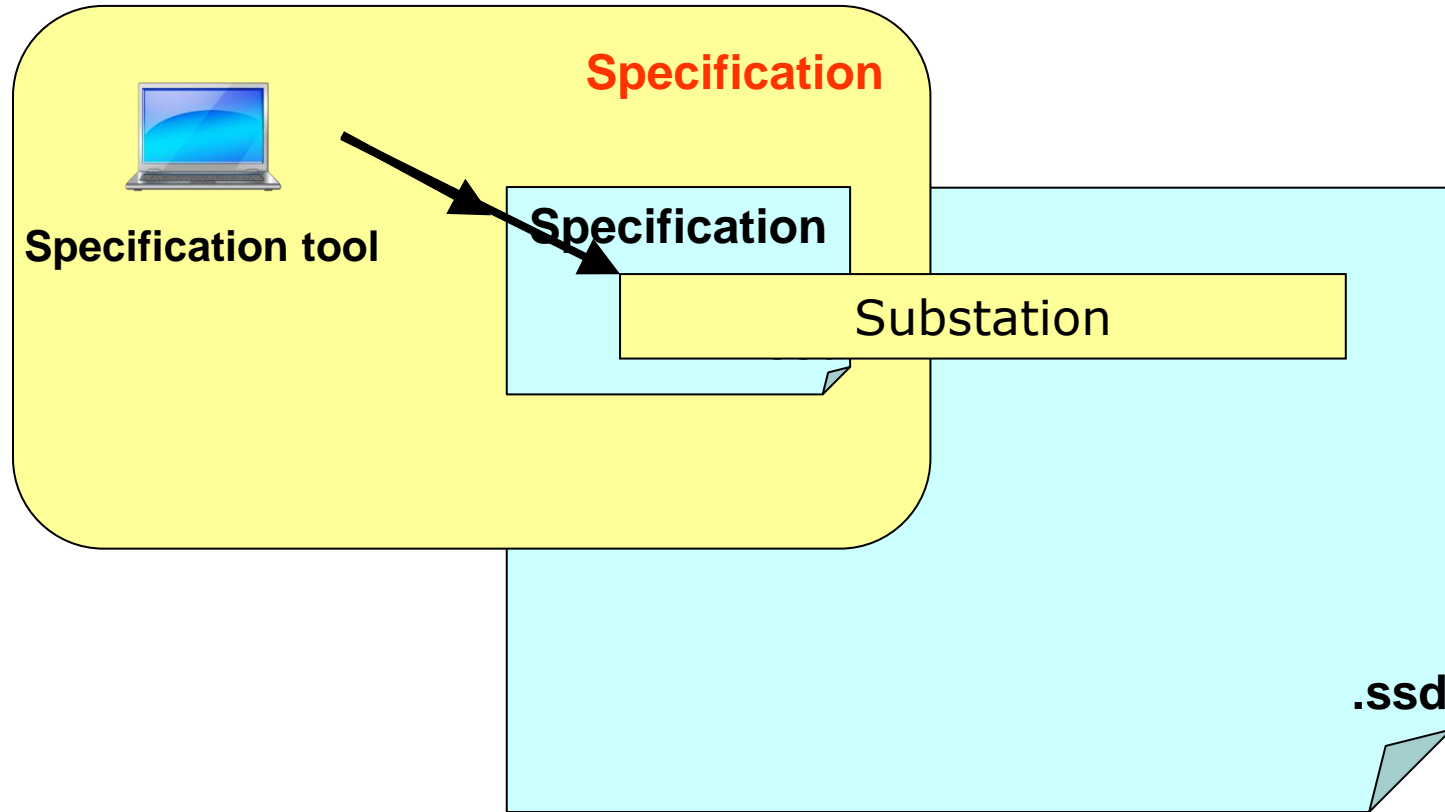 Specification
Specification
Specification tool
Substation
.ssd